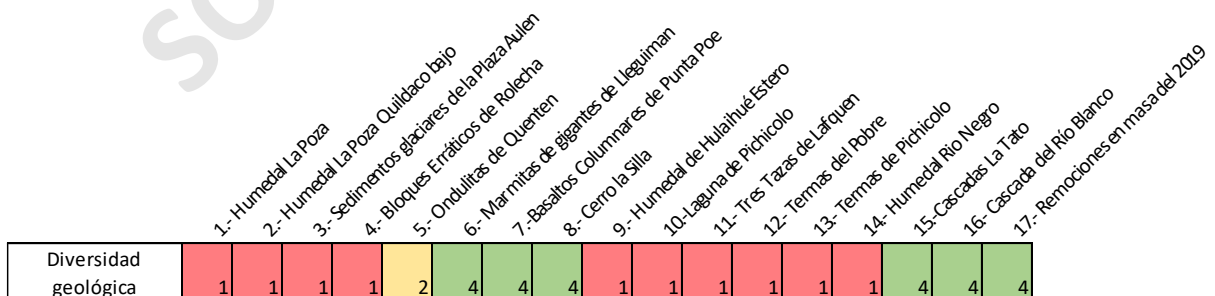 1.- Humedal La Poza
2.- Humedal La Poza Quildaco bajo
3.- Sedimentos glaciares de la Plaza Aulen
4.- Bloques Erráticos de Rolecha
5.- Ondulitas de Quenten
6.- Marmitas de gigantes de Lleguiman
7.-Basaltos Columnares de Punta Poe
8.- Cerro la Silla
9.- Humedal de Hulaihué Estero
10.-Laguna de Pichicolo
11.- Tres Tazas de Lafquen
12.- Termas del Pobre
13.- Termas de Pichicolo
14.- Humedal Rio Negro
15.-Cascadas La Tato
16.- Cascada del Río Blanco
17.- Remociones en masa del 2019
Diversidad
geológica 1 1 1 1 2 4 4 4 1 1 1 1 1 1 4 4 4